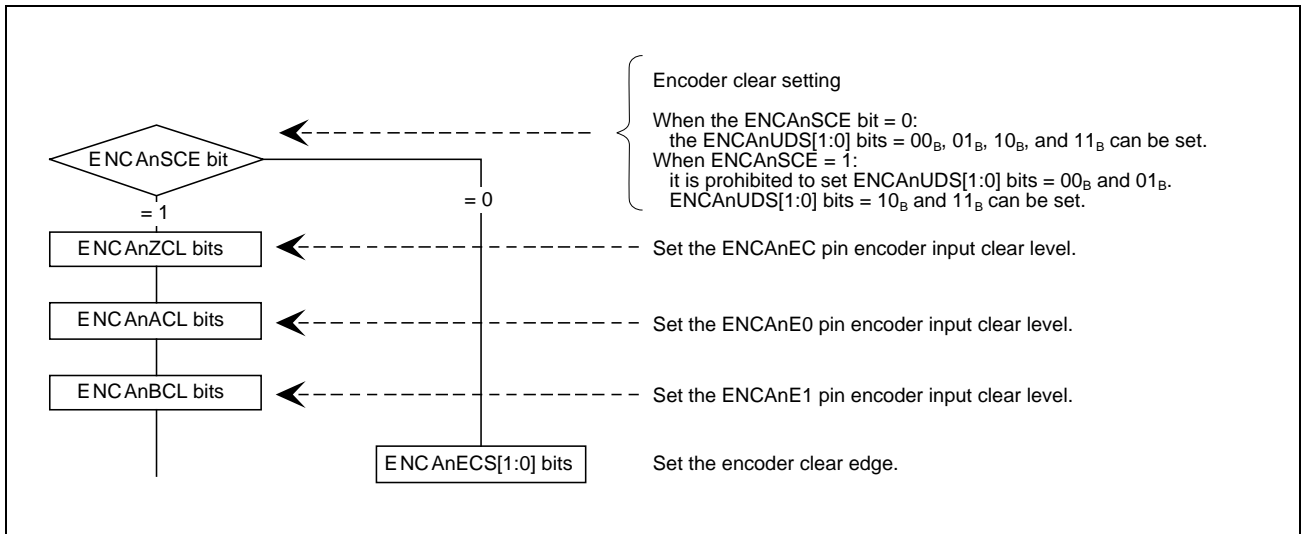 Encoder clear setting
When the ENCAnSCE bit = 0:
the ENCAnUDS[1:0] bits = 00B, 01B, 10B, and 11B can be set.
When ENCAnSCE = 1:
it is prohibited to set ENCAnUDS[1:0] bits = 00B and 01B.
ENCAnUDS[1:0] bits = 10B and 11B can be set.
ENCAnSCE bit
= 1
= 0
ENCAnZCL bits
Set the ENCAnEC pin encoder input clear level.
ENCAnACL bits
Set the ENCAnE0 pin encoder input clear level.
ENCAnBCL bits
Set the ENCAnE1 pin encoder input clear level.
ENCAnECS[1:0] bits
Set the encoder clear edge.